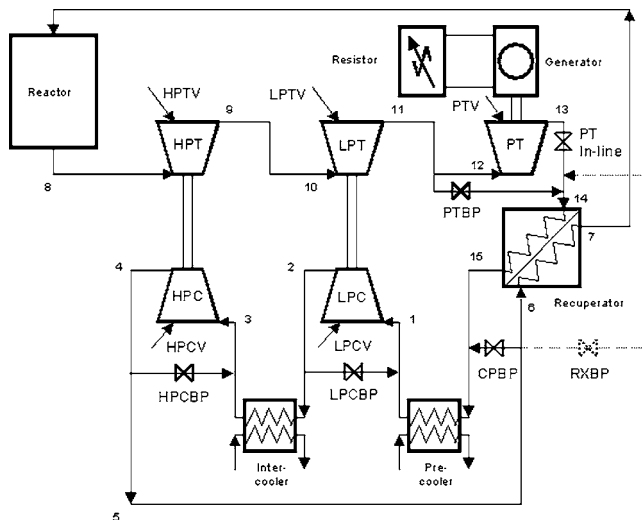 Resistor
Generator
Reactor
HPTV
9
LPTV
11
PTV
13
HPT
LPT
PT
PT
In-line
8
10
12
PTBP
14
7
15
4
2
6
Recuperator
HPC
LPC
3
1
HPCV
LPCV
HPCBP
LPCBP
CPBP
RXBP
Inter-
cooler
Pre-
cooler
5